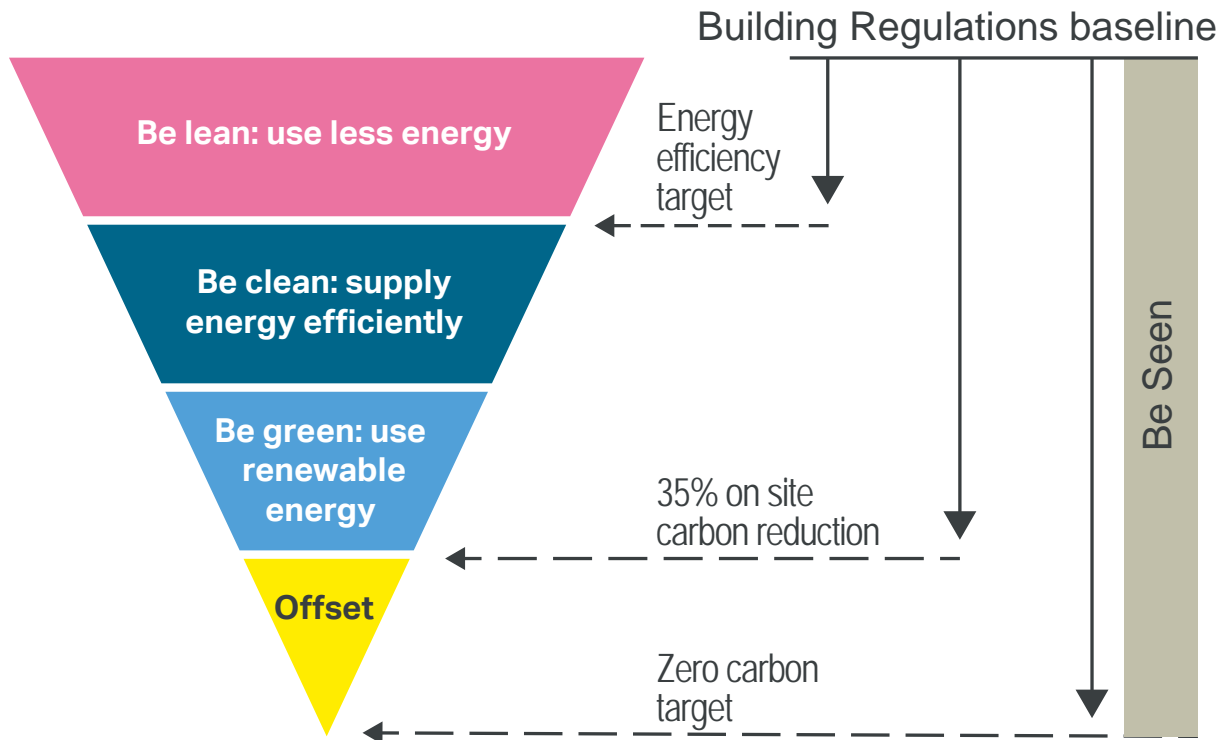 Building Regulations baseline
Be lean: use less energy
Energy
efficiency
target
Be clean: supply
energy efficiently
Be Seen
Be green: use
renewable
energy
35% on site
carbon reduction
Offset
Zero carbon
target